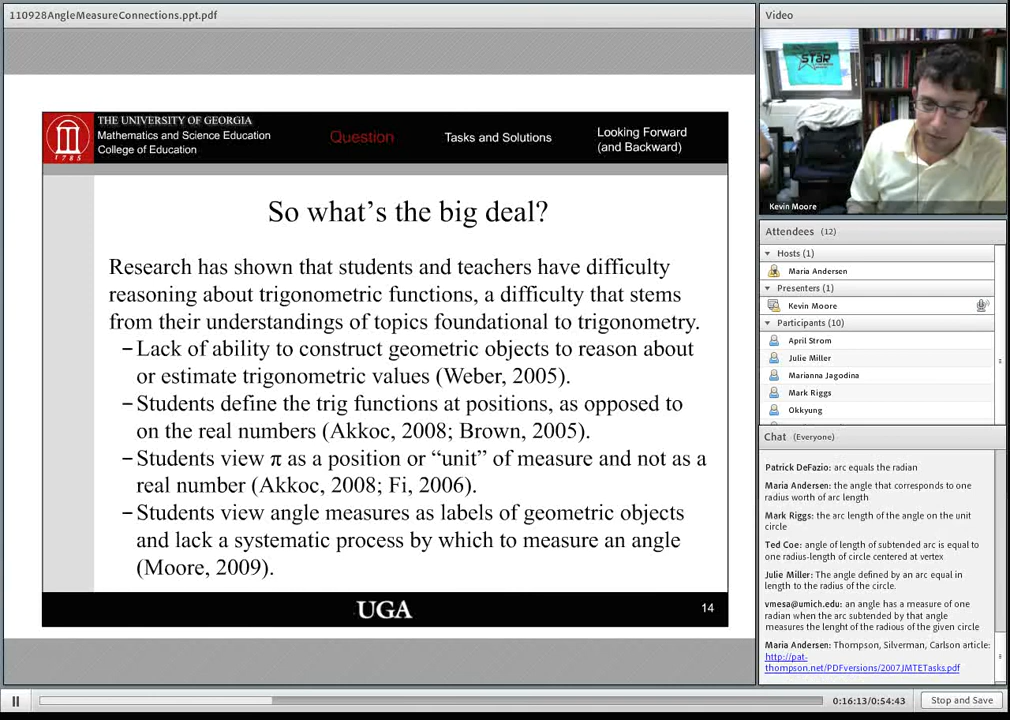 110928AngleMeasureConnections.ppt.pdf
THE UNIVERSITY OF GEORGIA
Mathematics and Science Education
College of Education
1785
Question
Tasks and Solutions
Looking Forward
(and Backward)
So what's the big deal?
Research has shown that students and teachers have difficulty
reasoning about trigonometric functions, a difficulty that stems
from their understandings of topics foundational to trigonometry.
–Lack of ability to construct geometric objects to reason about
or estimate trigonometric values (Weber, 2005).
–Students define the trig functions at positions, as opposed to
on the real numbers (Akkoc, 2008; Brown, 2005).
–Students view π as a position or “unit” of measure and not as a
real number (Akkoc, 2008; Fi, 2006).
–Students view angle measures as labels of geometric objects
and lack a systematic process by which to measure an angle
(Moore, 2009).
UGA
14
Video
STaR
Kevin Moore
Attendees (12)
Hosts (1)
Maria Andersen
Presenters (1)
Kevin Moore
Participants (10)
April Strom
Julie Miller
Marianna Jagodina
Mark Riggs
Okkyung
Chat (Everyone)
Patrick DeFazio: arc equals the radian
Maria Andersen: the angle that corresponds to one
radius worth of arc length
Mark Riggs: the arc length of the angle on the unit
circle
Ted Coe: angle of length of subtended arc is equal to
one radius-length of circle centered at vertex
Julie Miller: The angle defined by an arc equal in
length to the radius of the circle.
vmesa@umich.edu: an angle has a measure of one
radian when the arc subtended by that angle
measures the lenght of the radious of the given circle
Maria Andersen: Thompson, Silverman, Carlson article:
http://pat-
thompson.net/PDFversions/2007JMTETasks.pdf
0:16:13/0:54:43
Stop and Save